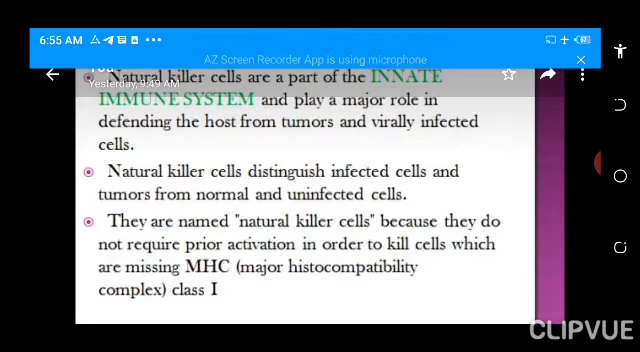 6:55 AM
AZ Screen Recorder App is using microphone
You
Yesterday, 9:49 AM
Natural killer cells are a part of the INNATE
IMMUNE SYSTEM and play a major role in
defending the host from tumors and virally infected
cells.
Natural killer cells distinguish infected cells and
tumors from normal and uninfected cells.
They are named "natural killer cells" because they do
not require prior activation in order to kill cells which
are missing MHC (major histocompatibility
complex) class I
CLIPVUE